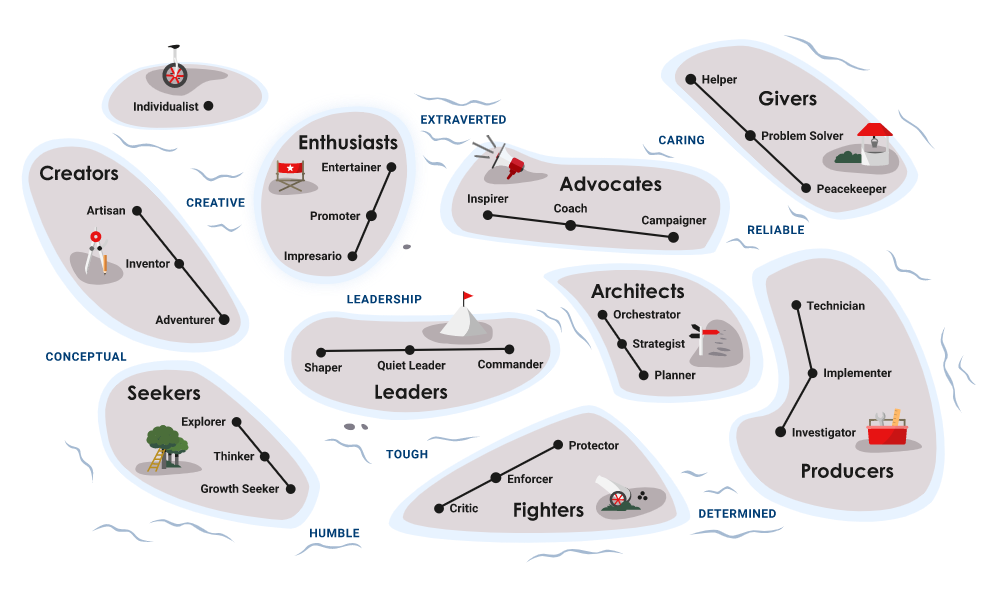 Individualist
Creators
Artisan
Inventor
Adventurer
CREATIVE
Enthusiasts
Entertainer
Promoter
Impresario
EXTRAVERTED
Advocates
Inspirer
Coach
Campaigner
CARING
Helper
Givers
Problem Solver
Peacekeeper
RELIABLE
LEADERSHIP
Shaper
Quiet Leader
Commander
Leaders
Architects
Orchestrator
Strategist
Planner
Technician
Implementer
Investigator
Producers
CONCEPTUAL
Seekers
Explorer
Thinker
Growth Seeker
HUMBLE
TOUGH
Protector
Enforcer
Critic
Fighters
DETERMINED